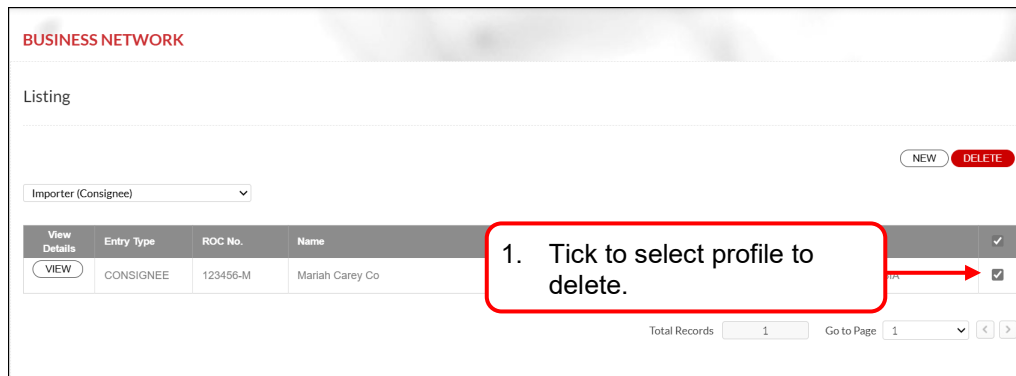 BUSINESS NETWORK
Listing
NEW DELETE
Importer (Consignee)
View Details Entry Type ROC No. Name
VIEW CONSIGNEE 123456-M Mariah Carey Co
1. Tick to select profile to
delete.
Total Records 1 Go to Page 1 < >